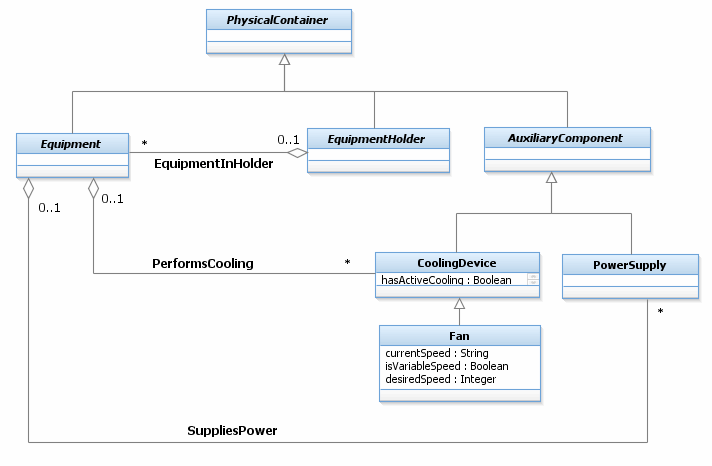 PhysicalContainer
Equipment
*
0..1
EquipmentHolder
AuxiliaryComponent
EquipmentInHolder
0..1
0..1
PerformsCooling
*
CoolingDevice
hasActiveCooling : Boolean
PowerSupply
*
Fan
currentSpeed : String
isVariableSpeed : Boolean
desiredSpeed : Integer
SuppliesPower